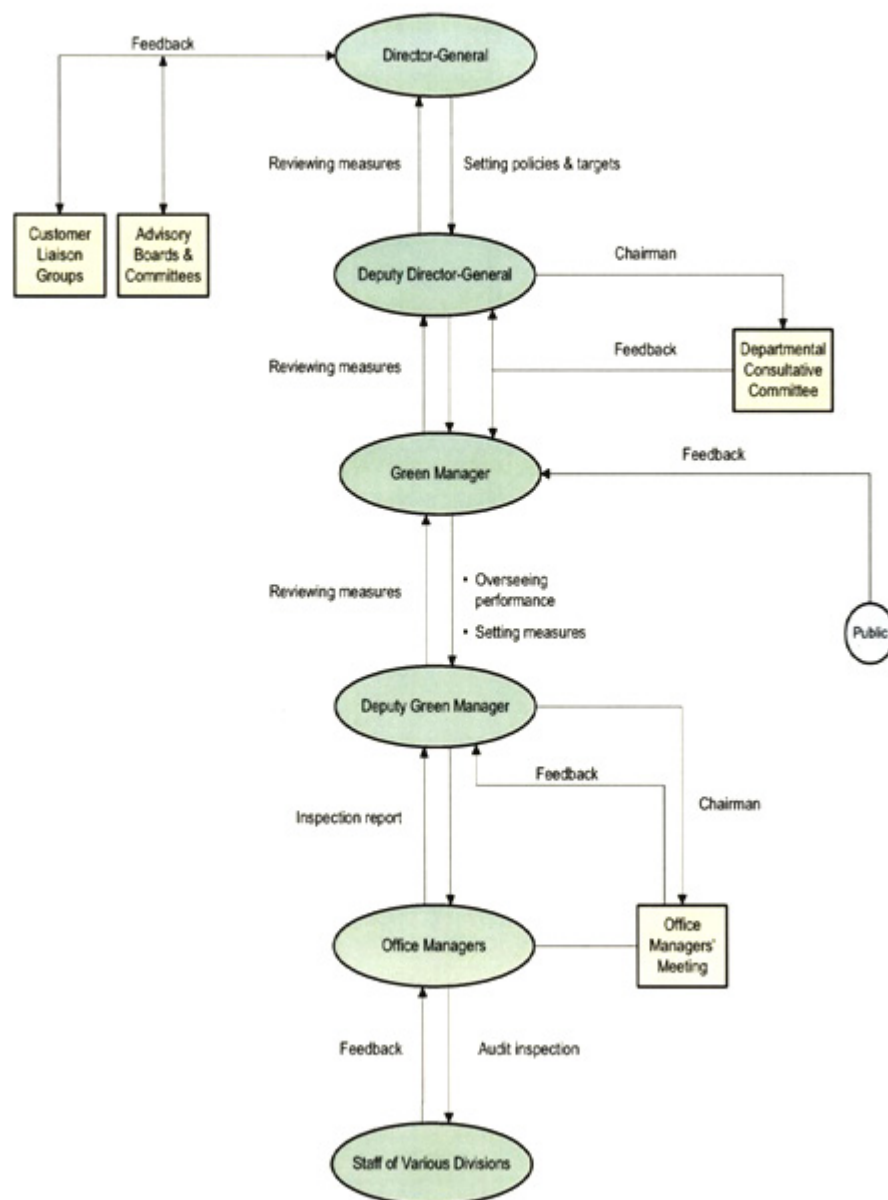 Feedback
Director-General
Reviewing measures
Setting policies & targets
Customer
Liaison
Groups
Advisory
Boards &
Committees
Deputy Director-General
Chairman
Reviewing measures
Feedback
Departmental
Consultative
Committee
Green Manager
Feedback
Reviewing measures
• Overseeing
performance
• Setting measures
Public
Deputy Green Manager
Feedback
Chairman
Inspection report
Office Managers
Office
Managers'
Meeting
Feedback
Audit inspection
Staff of Various Divisions